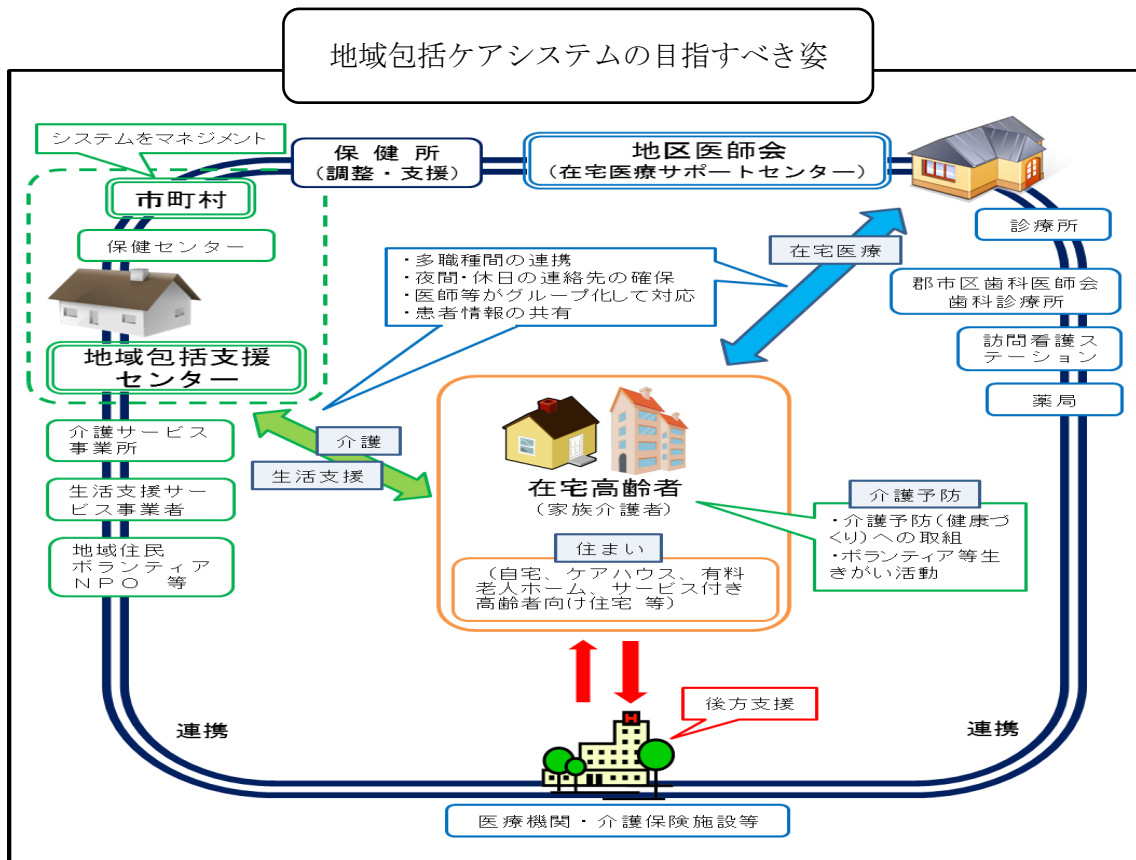 地域包括ケアシステムの目指すべき姿
システムをマネジメント
市町村
保健センター
地域包括支援
センター
保健所
(調整・支援)
地区医師会
(在宅医療サポートセンター)
診療所
郡市区歯科医師会
歯科診療所
訪問看護ス
テーション
薬局
・多職種間の連携
・夜間・休日の連絡先の確保
・医師等がグループ化して対応
・患者情報の共有
在宅医療
介護サービス
事業所
生活支援サー
ビス事業者
地域住民
ボランティア
NPO 等
介護
生活支援
在宅高齢者
(家族介護者)
住まい
(自宅、ケアハウス、有料
老人ホーム、サービス付き
高齢者向け住宅 等)
介護予防
・介護予防(健康づ
くり)への取組
・ボランティア等生
きがい活動
後方支援
H
連携
連携
医療機関・介護保険施設等